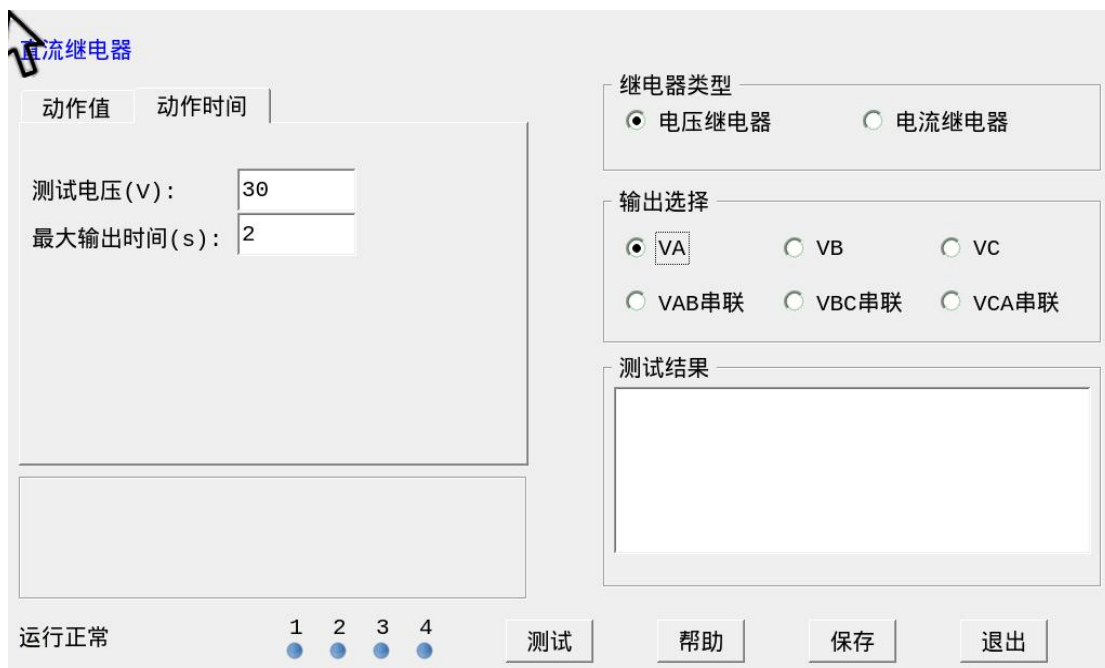 直流继电器
动作值 动作时间
测试电压(V): 30
最大输出时间(s): 2
继电器类型
电压继电器 电流继电器
输出选择
VA VB VC
VAB串联 VBC串联 VCA串联
测试结果
运行正常 1 2 3 4 测试 帮助 保存 退出